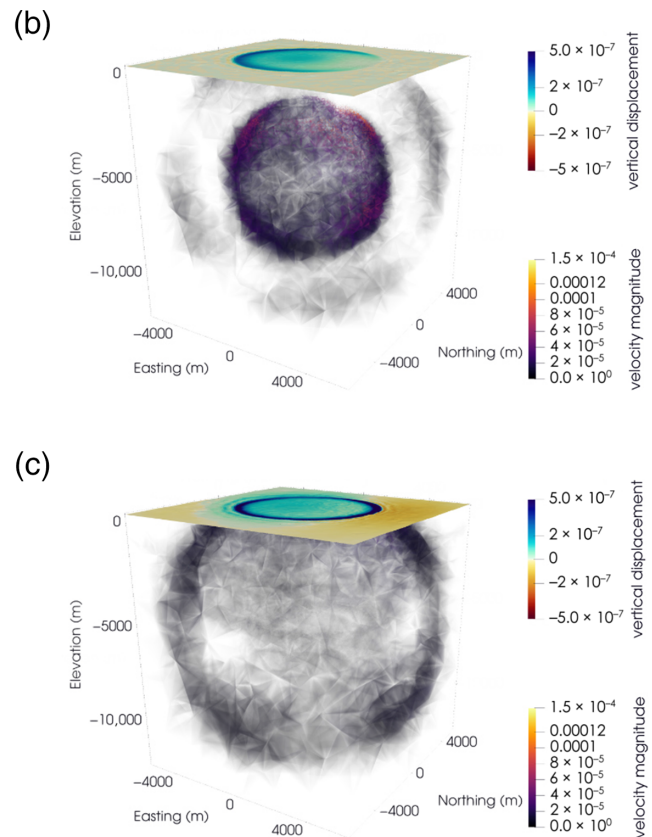 (b)
0
−5000
−10,000
Elevation (m)
−4000
0
4000
Easting (m)
−4000
0
4000
Northing (m)
5.0 × 10⁻⁷
2 × 10⁻⁷
0
−2 × 10⁻⁷
−5 × 10⁻⁷
vertical displacement
1.5 × 10⁻⁴
0.00012
0.0001
8 × 10⁻⁵
6 × 10⁻⁵
4 × 10⁻⁵
2 × 10⁻⁵
0.0 × 10⁰
velocity magnitude
(c)
0
−5000
−10,000
Elevation (m)
−4000
0
4000
Easting (m)
−4000
0
4000
Northing (m)
5.0 × 10⁻⁷
2 × 10⁻⁷
0
−2 × 10⁻⁷
−5.0 × 10⁻⁷
vertical displacement
1.5 × 10⁻⁴
0.00012
0.0001
8 × 10⁻⁵
6 × 10⁻⁵
4 × 10⁻⁵
2 × 10⁻⁵
0.0 × 10⁰
velocity magnitude